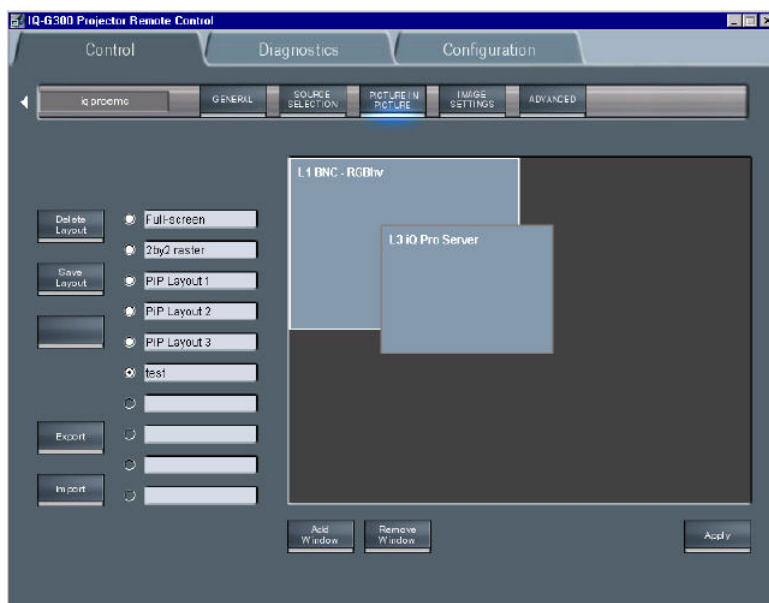 IQ-G300 Projector Remote Control
Control
Diagnostics
Configuration
iq proemc
GENERAL
SOURCE
SELECTION
PICTURE IN
PICTURE
IMAGE
SETTINGS
ADVANCED
L1 BNC - RGBhv
L3 iQ Pro Server
Delete
Layout
Save
Layout
Export
Import
Full-screen
2by2 raster
PiP Layout 1
PiP Layout 2
PiP Layout 3
test
Add
Window
Remove
Window
Apply